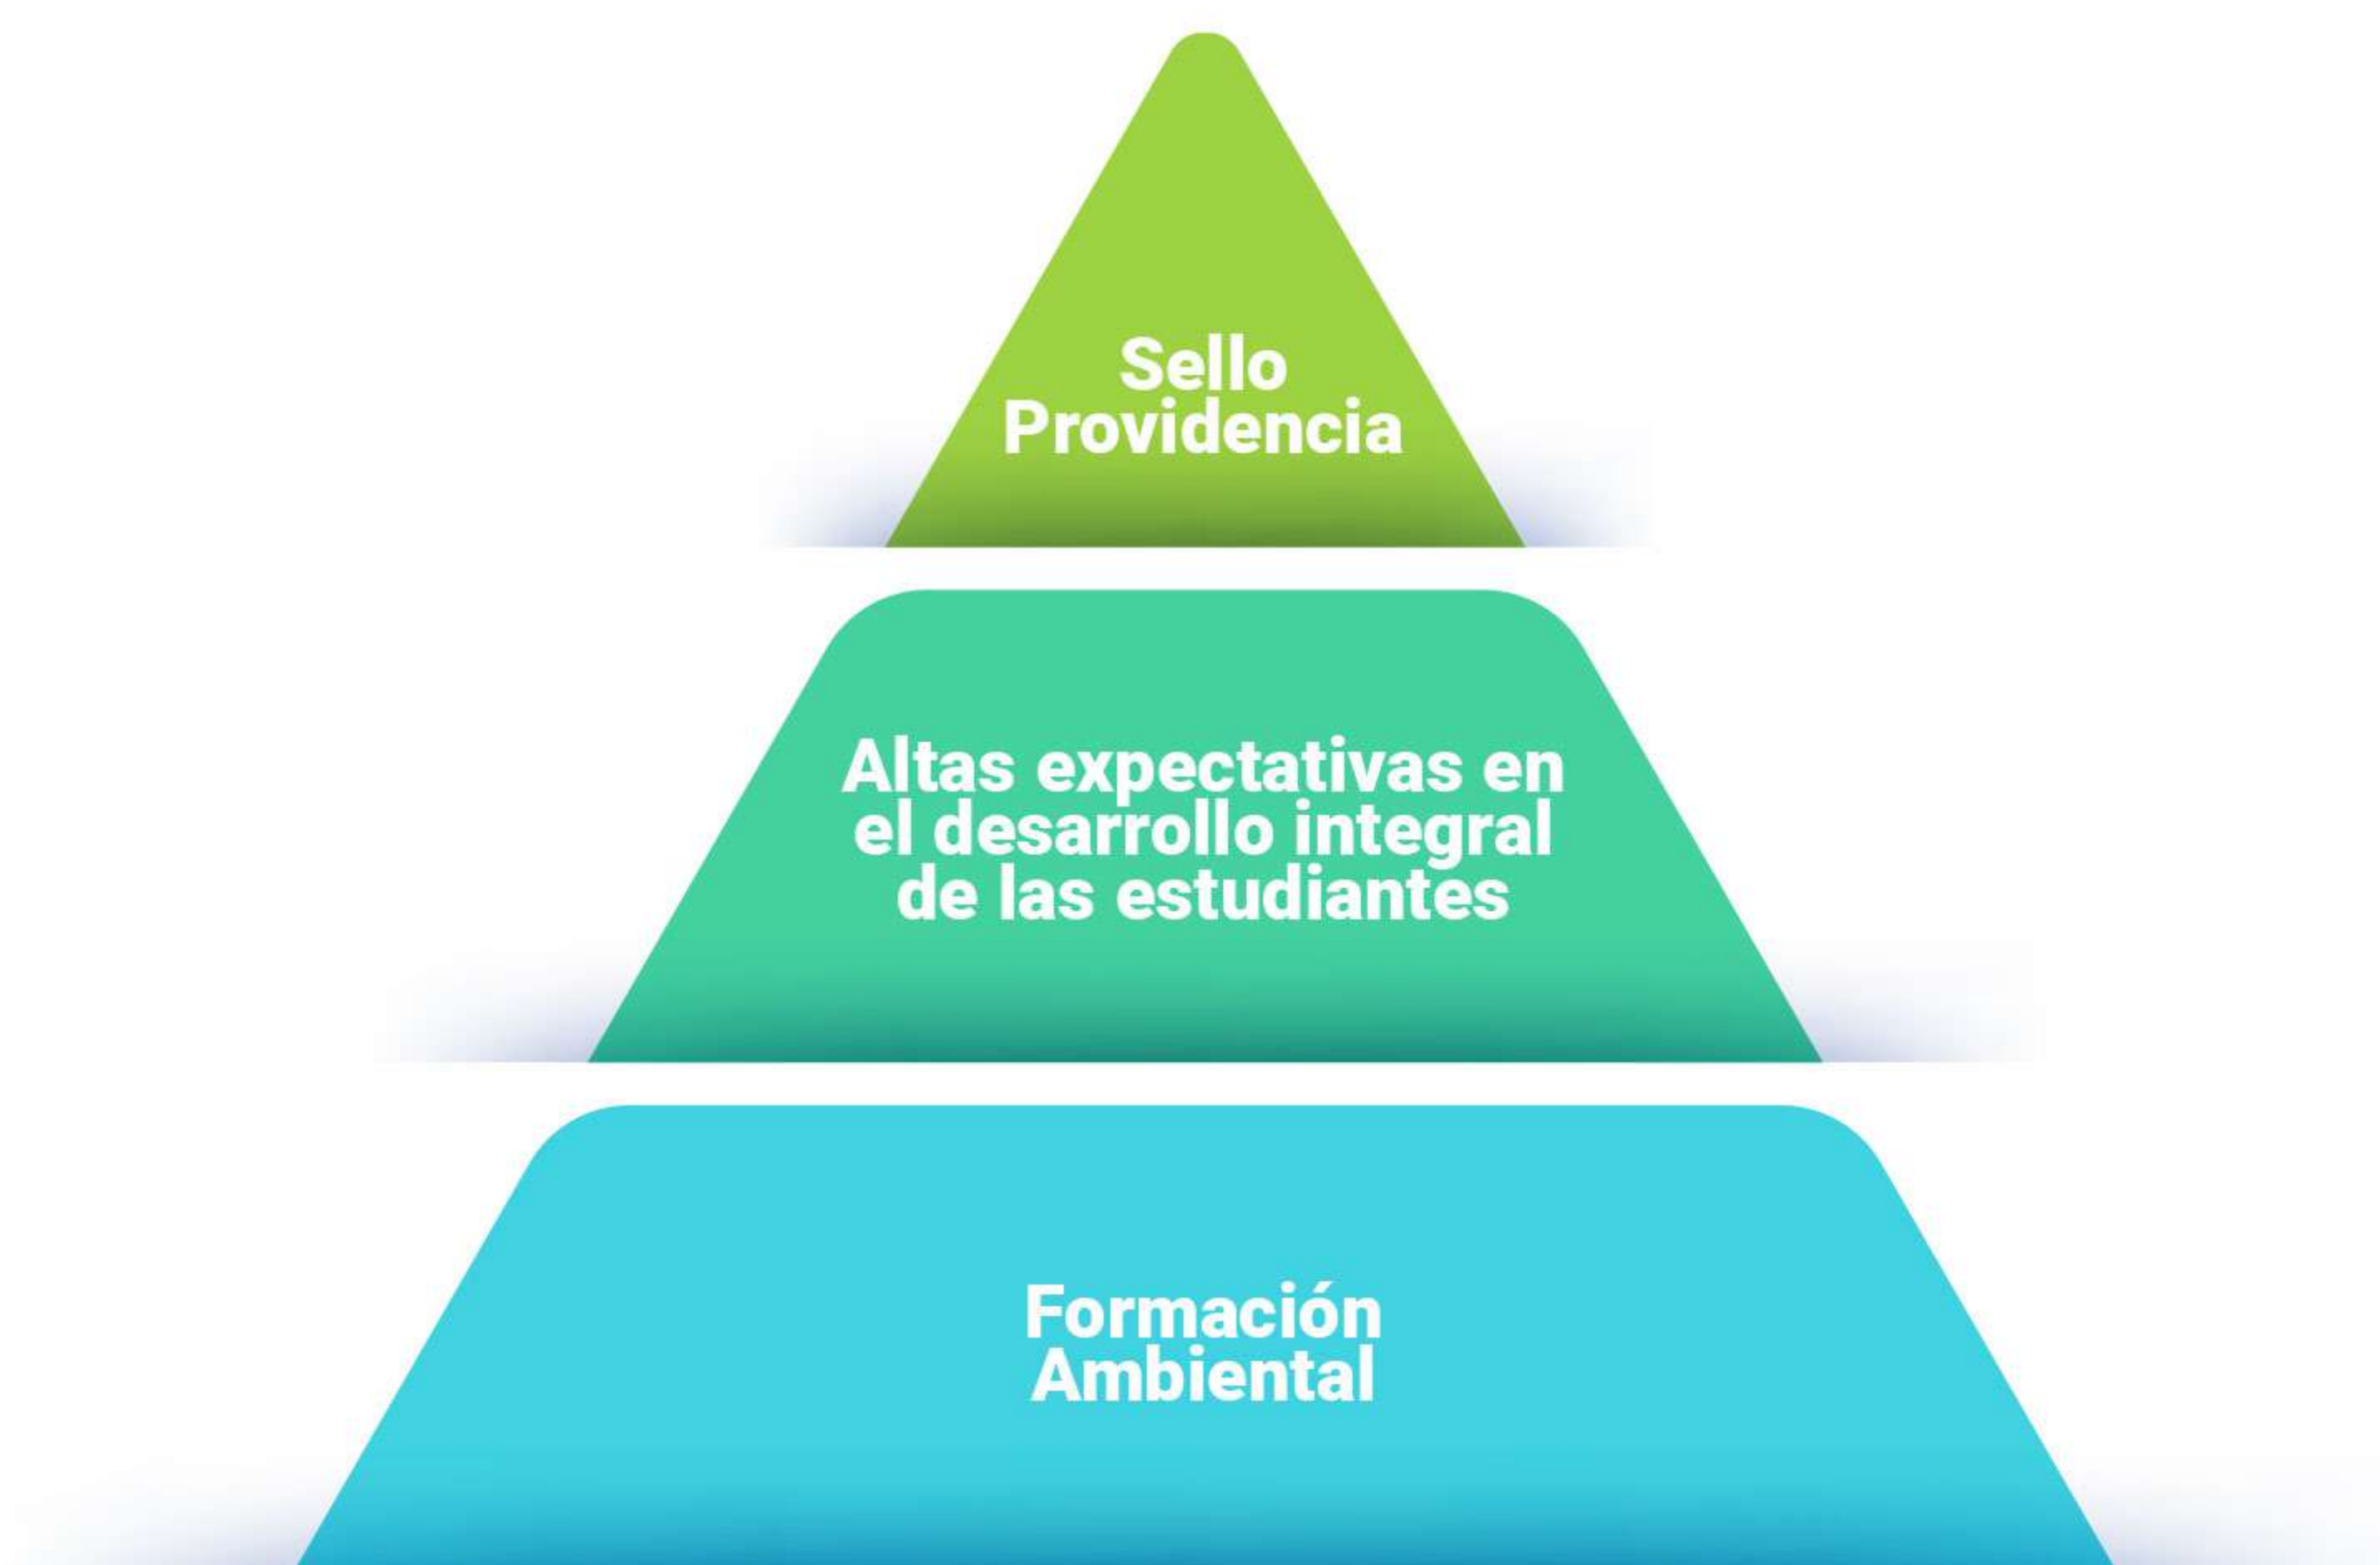 Sello
Providencia
Altas expectativas en
el desarrollo integral
de las estudiantes
Formación
Ambiental